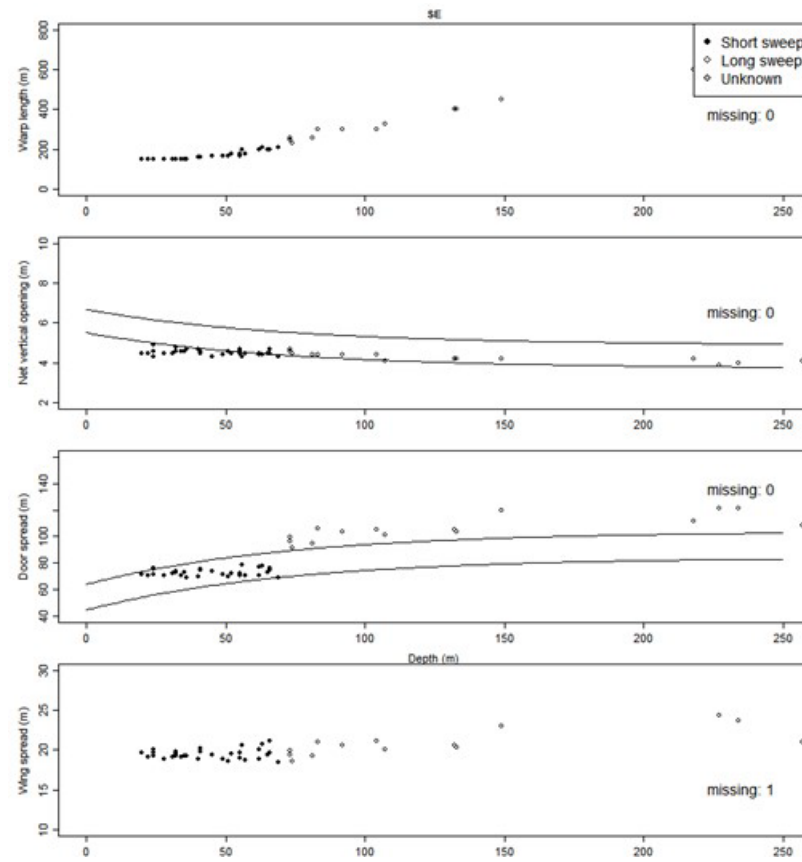 SE
Warp length (m)
0 200 400 600 800
Short sweep
Long sweep
Unknown
missing: 0
0 50 100 150 200 250
Net vertical opening (m)
2 4 6 8 10
missing: 0
0 50 100 150 200 250
Door spread (m)
40 60 80 100 140
missing: 0
0 50 100 150 200 250
Depth (m)
Wing spread (m)
10 15 20 25 30
missing: 1
0 50 100 150 200 250